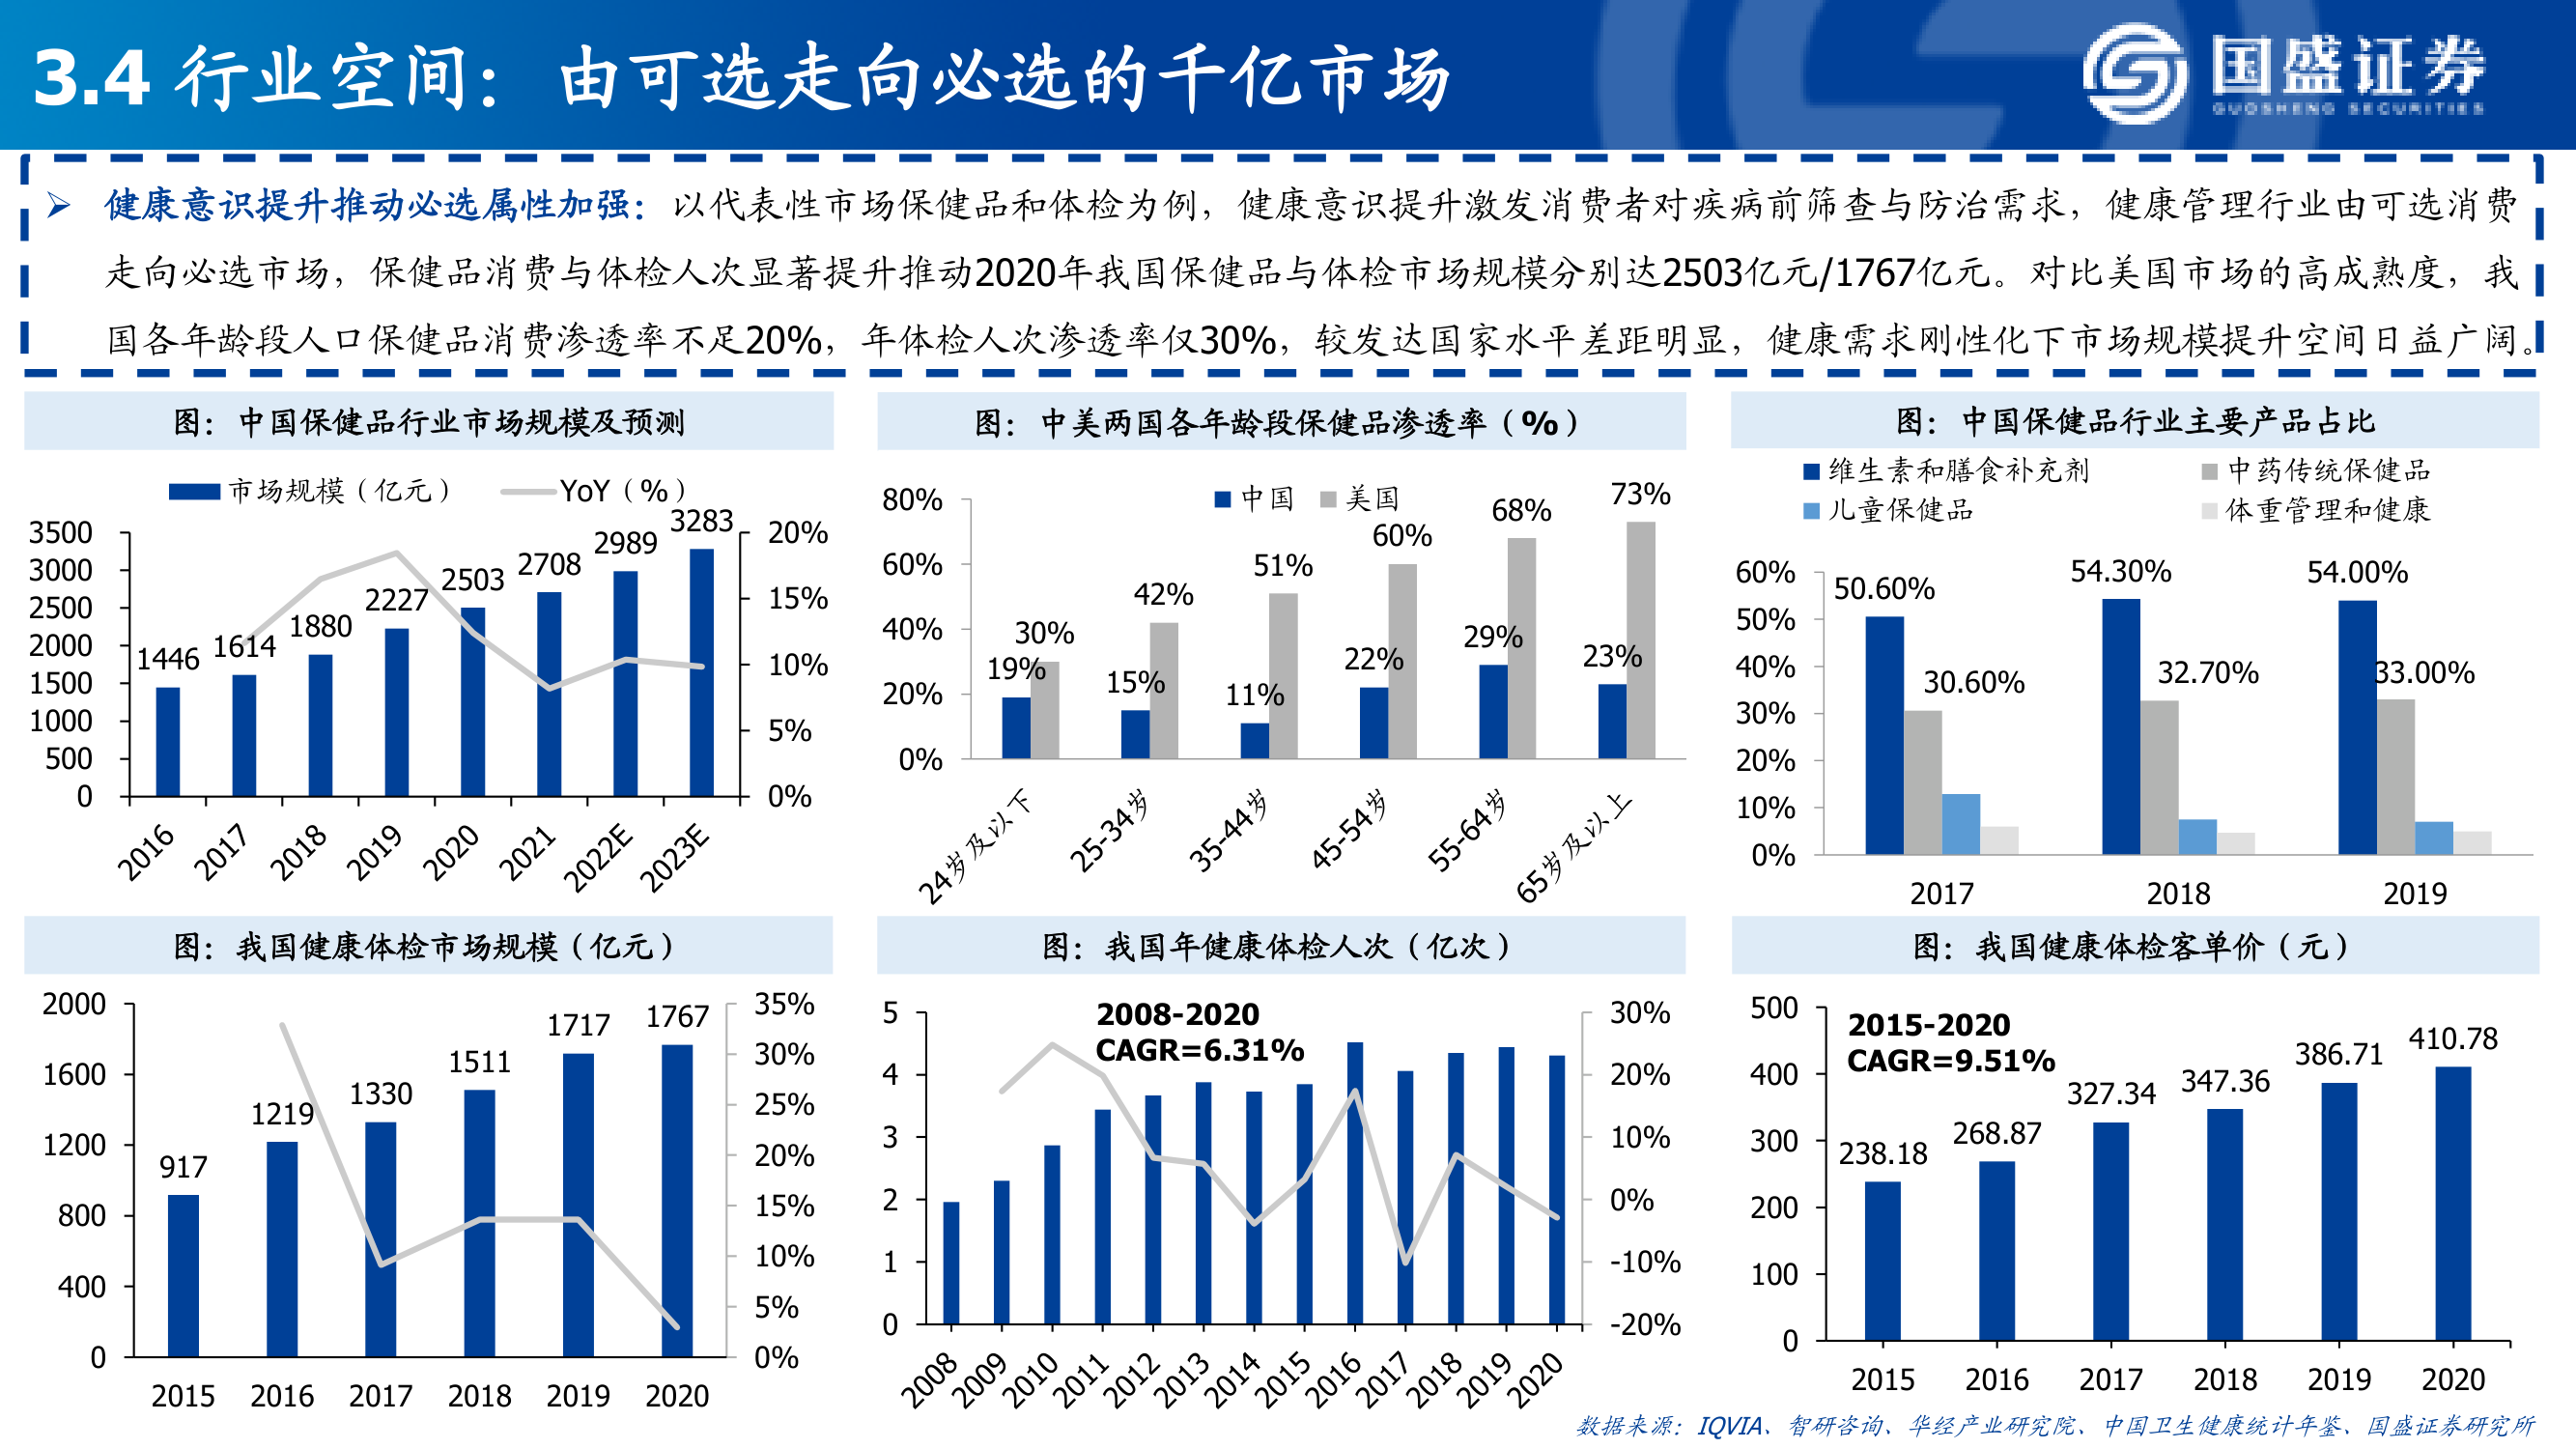 3.4 行业空间：由可选走向必选的千亿市场
国盛证券
GUOSHENG SECURITIES
➢ 健康意识提升推动必选属性加强：以代表性市场保健品和体检为例，健康意识提升激发消费者对疾病前筛查与防治需求，健康管理行业由可选消费
走向必选市场，保健品消费与体检人次显著提升推动2020年我国保健品与体检市场规模分别达2503亿元/1767亿元。对比美国市场的高成熟度，我
国各年龄段人口保健品消费渗透率不足20%，年体检人次渗透率仅30%，较发达国家水平差距明显，健康需求刚性化下市场规模提升空间日益广阔。
图：中国保健品行业市场规模及预测
市场规模（亿元） YoY（%）
3500
3000
2500
2000
1500
1000
500
0
20%
15%
10%
5%
0%
1446 1614 1880 2227 2503 2708 2989 3283
2016 2017 2018 2019 2020 2021 2022E 2023E
图：中美两国各年龄段保健品渗透率（%）
中国 美国
80%
60%
40%
20%
0%
19% 30% 15% 42% 11% 51% 22% 60% 29% 68% 23% 73%
24岁及以下 25-34岁 35-44岁 45-54岁 55-64岁 65岁及以上
图：中国保健品行业主要产品占比
维生素和膳食补充剂 中药传统保健品
儿童保健品 体重管理和健康
60%
50%
40%
30%
20%
10%
0%
50.60% 30.60% 54.30% 32.70% 54.00% 33.00%
2017 2018 2019
图：我国健康体检市场规模（亿元）
2000
1600
1200
800
400
0
35%
30%
25%
20%
15%
10%
5%
0%
917 1219 1330 1511 1717 1767
2015 2016 2017 2018 2019 2020
图：我国年健康体检人次（亿次）
2008-2020
CAGR=6.31%
5
4
3
2
1
0
30%
20%
10%
0%
-10%
-20%
2008 2009 2010 2011 2012 2013 2014 2015 2016 2017 2018 2019 2020
图：我国健康体检客单价（元）
2015-2020
CAGR=9.51%
500
400
300
200
100
0
238.18 268.87 327.34 347.36 386.71 410.78
2015 2016 2017 2018 2019 2020
数据来源：IQVIA、智研咨询、华经产业研究院、中国卫生健康统计年鉴、国盛证券研究所